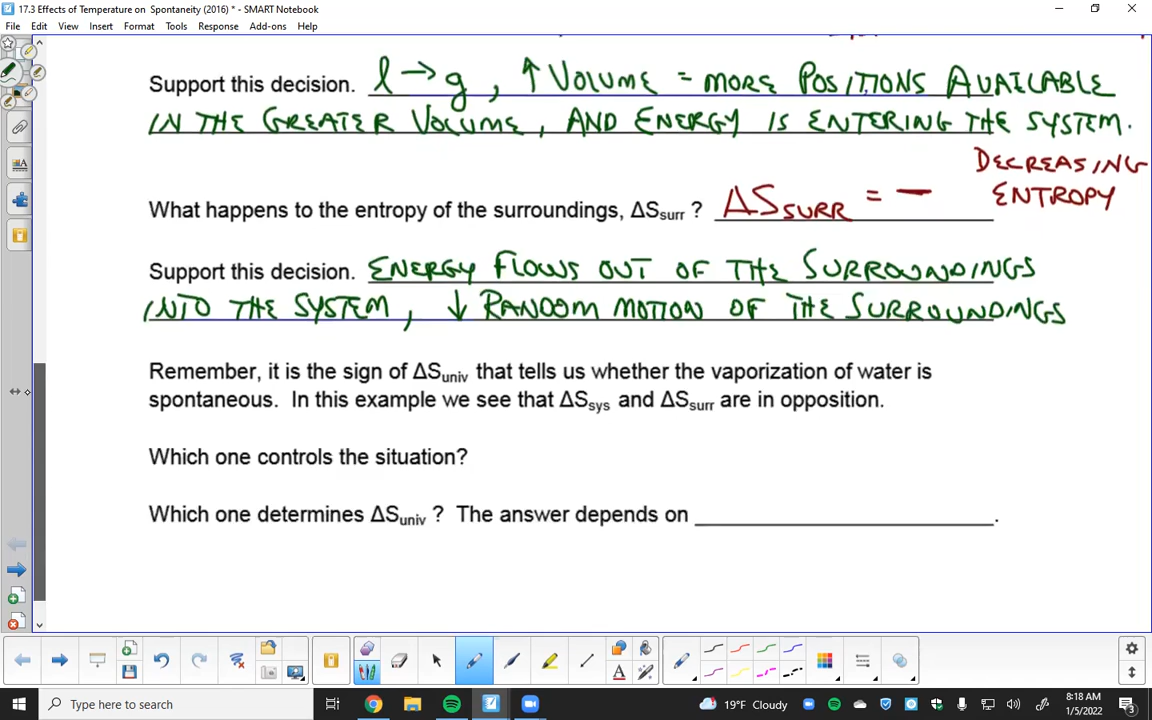 17.3 Effects of Temperature on Spontaneity (2016) * - SMART Notebook
File Edit View Insert Format Tools Response Add-ons Help
Support this decision. l → g, ↑ VOLUME = MORE POSITIONS AVAILABLE
IN THE GREATER VOLUME, AND ENERGY IS ENTERING THE SYSTEM.
DECREASING
ENTROPY
What happens to the entropy of the surroundings, ΔSsurr ? ΔSSURR = −
Support this decision. ENERGY FLOWS OUT OF THE SURROUNDINGS
INTO THE SYSTEM, ↓ RANDOM MOTION OF THE SURROUNDINGS
Remember, it is the sign of ΔSuniv that tells us whether the vaporization of water is
spontaneous. In this example we see that ΔSsys and ΔSsurr are in opposition.
Which one controls the situation?
Which one determines ΔSuniv ? The answer depends on ____________________.
Type here to search
19°F Cloudy
8:18 AM
1/5/2022
3